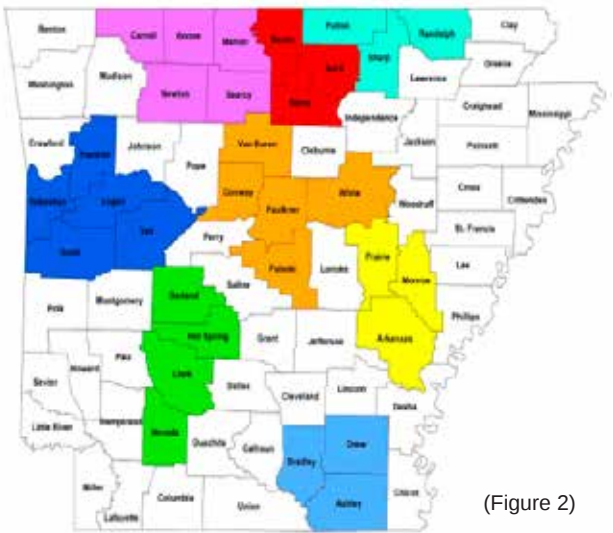 Benton
Carroll
Boone
Marion
Baxter
Fulton
Randolph
Clay
Washington
Madison
Newton
Searcy
Stone
Izard
Sharp
Lawrence
Greene
Independence
Craighead
Mississippi
Crawford
Franklin
Johnson
Pope
Van Buren
Cleburne
Jackson
Poinsett
Sebastian
Logan
Conway
Faulkner
White
Woodruff
Cross
Crittenden
Scott
Yell
Perry
Pulaski
Lonoke
Prairie
Monroe
St. Francis
Lee
Polk
Montgomery
Garland
Saline
Hot Spring
Grant
Jefferson
Arkansas
Phillips
Sevier
Howard
Pike
Clark
Dallas
Cleveland
Lincoln
Desha
Little River
Hempstead
Nevada
Ouachita
Calhoun
Bradley
Drew
Miller
Lafayette
Columbia
Union
Ashley
Chicot
(Figure 2)